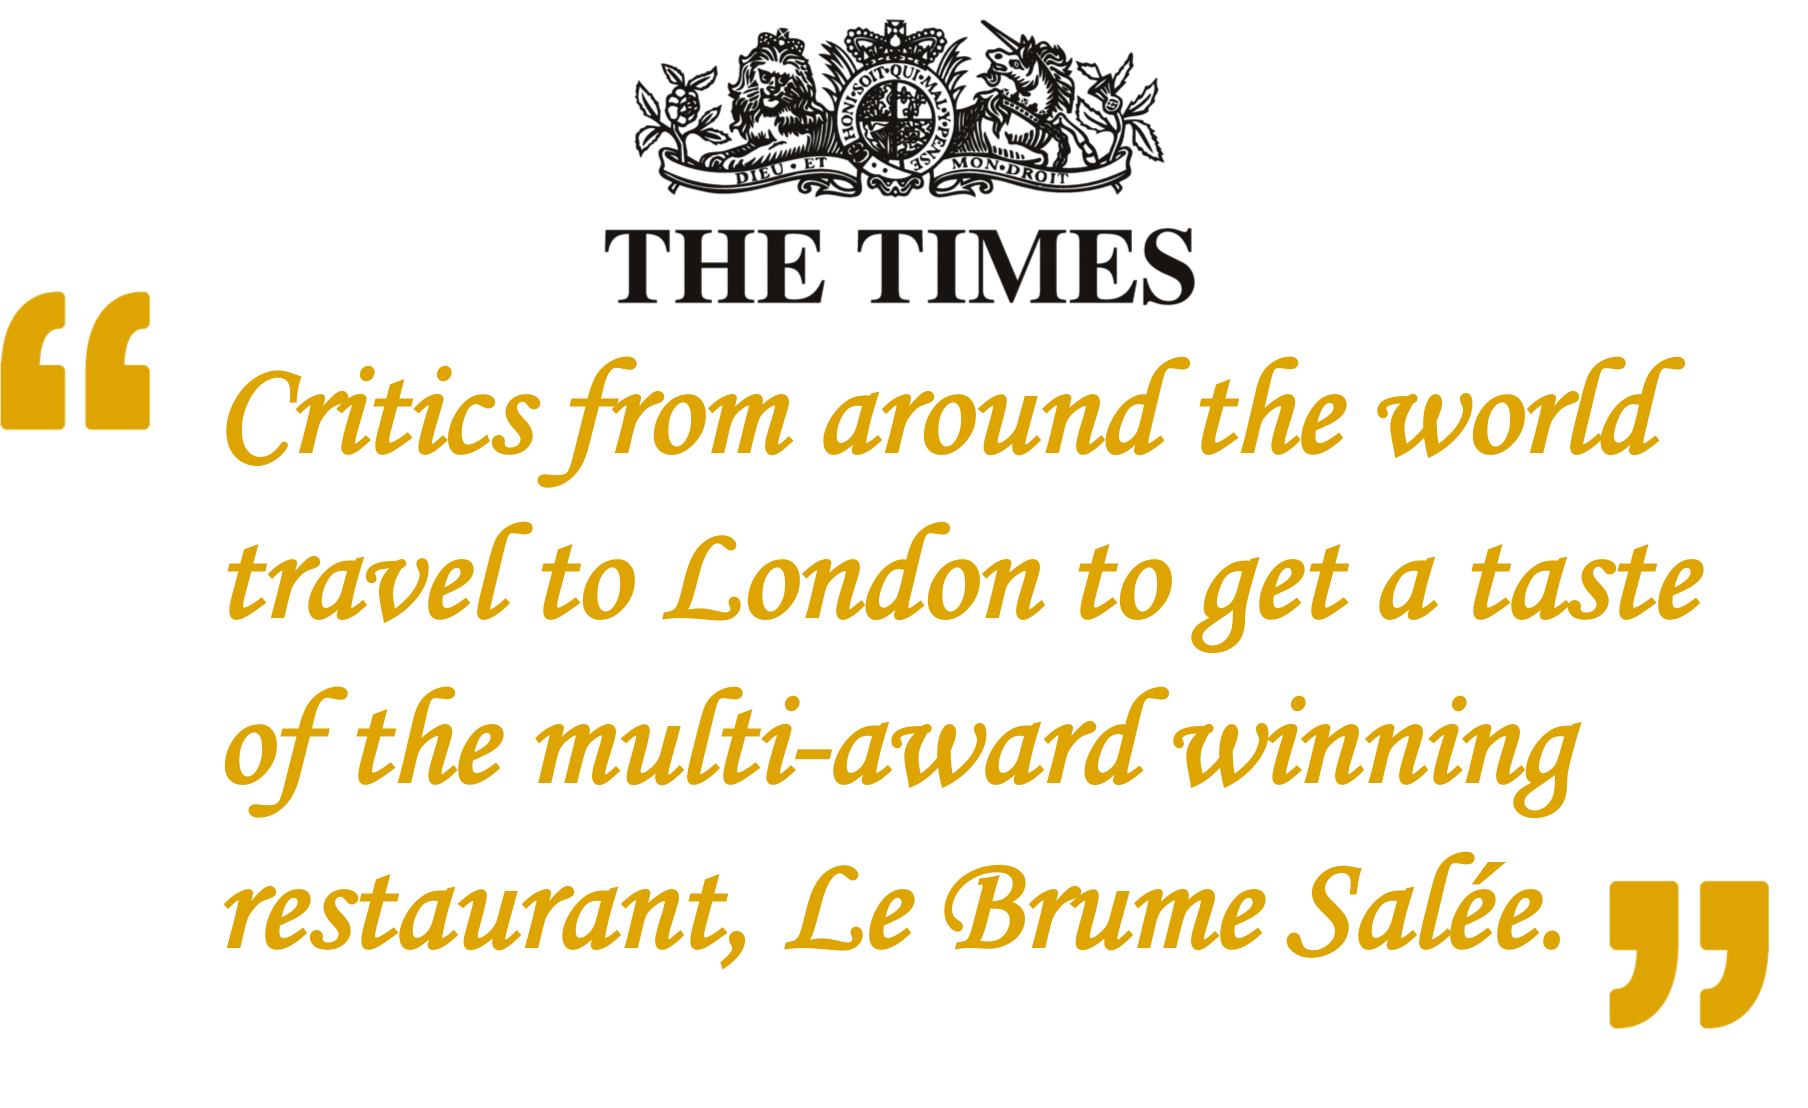 HONI·SOIT·QUI·MAL·Y·PENSE
DIEU·ET MON·DROIT
THE TIMES
“Critics from around the world
travel to London to get a taste
of the multi-award winning
restaurant, Le Brume Salée.”